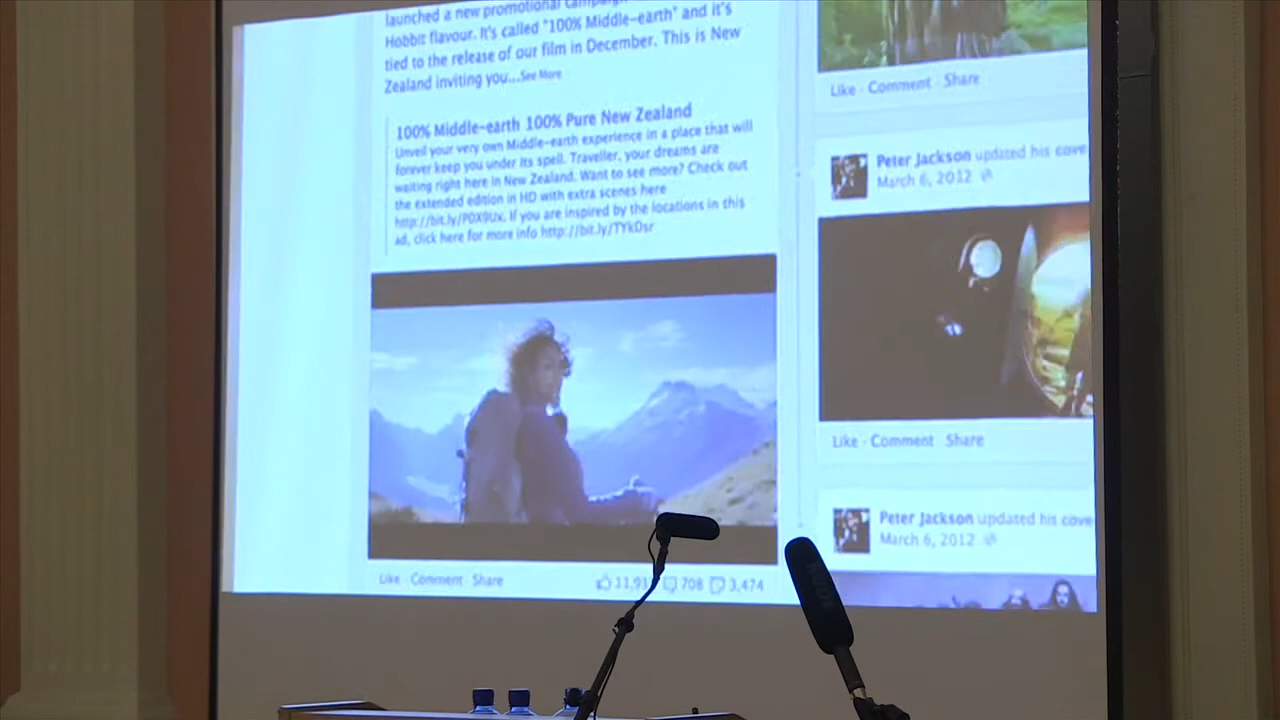 launched a new promotional campaign
Hobbit flavour. It's called "100% Middle-earth" and it's
tied to the release of our film in December. This is New
Zealand inviting you...See More
100% Middle-earth 100% Pure New Zealand
Unveil your very own Middle-earth experience in a place that will
forever keep you under its spell. Traveller, your dreams are
waiting right here in New Zealand. Want to see more? Check out
the extended edition in HD with extra scenes here
http://bit.ly/P0X9Ux. If you are inspired by the locations in this
ad, click here for more info http://bit.ly/TYkDsr
Like · Comment · Share
708 3,474
Like · Comment · Share
Peter Jackson updated his cove
March 6, 2012
Like · Comment · Share
Peter Jackson updated his cove
March 6, 2012